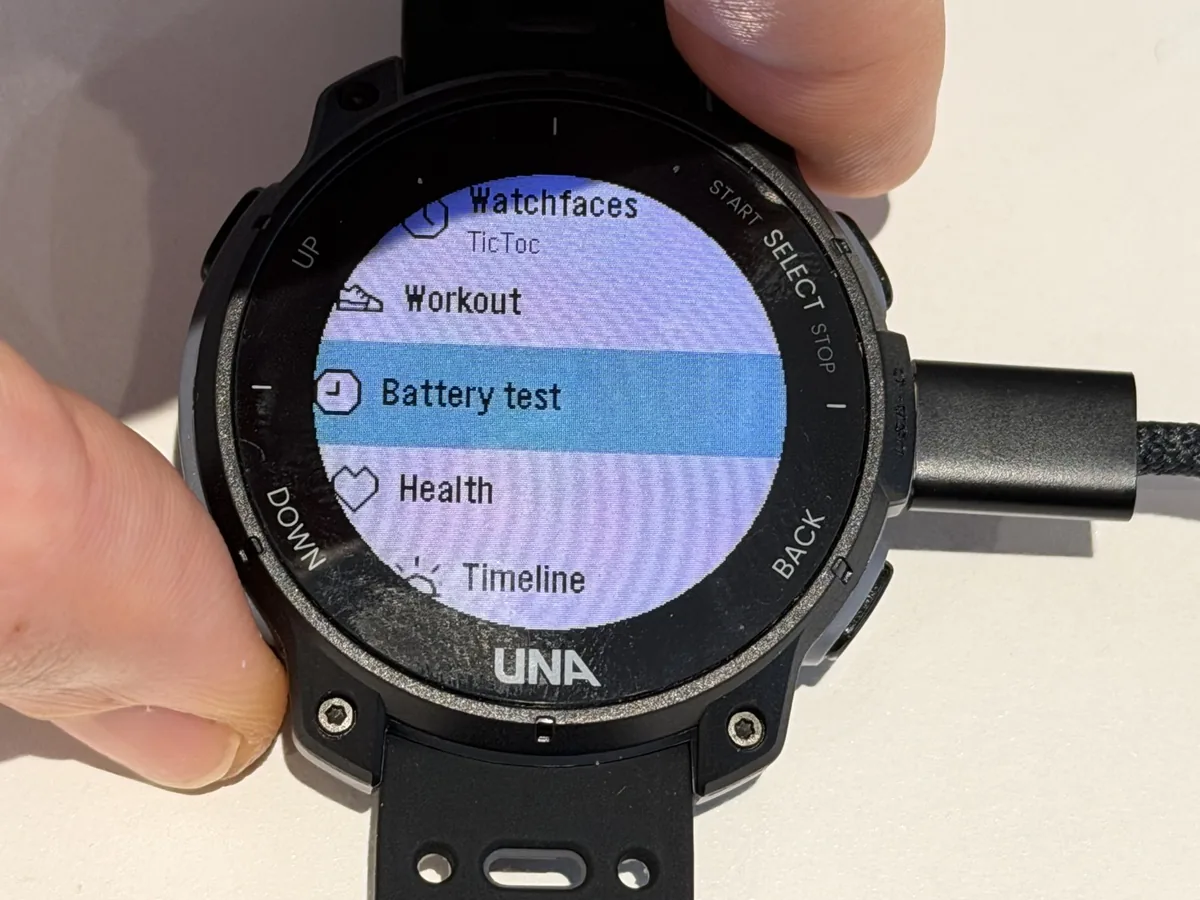 Watchfaces
TicToc
Workout
Battery test
Health
Timeline
UP
DOWN
START
SELECT
STOP
BACK
UNA